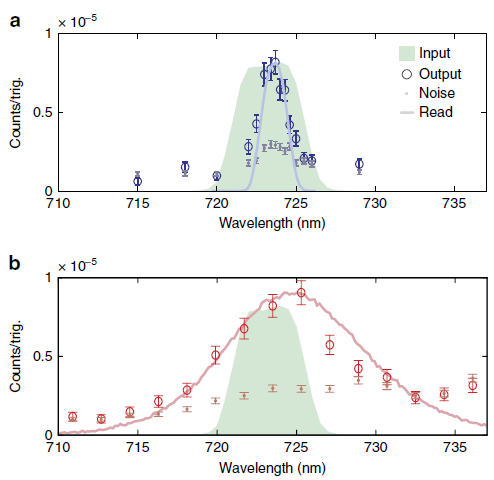 a
× 10⁻⁵
1
0.5
0
Counts/trig.
Input
Output
Noise
Read
710 715 720 725 730 735
Wavelength (nm)
b
× 10⁻⁵
1
0.5
0
Counts/trig.
710 715 720 725 730 735
Wavelength (nm)